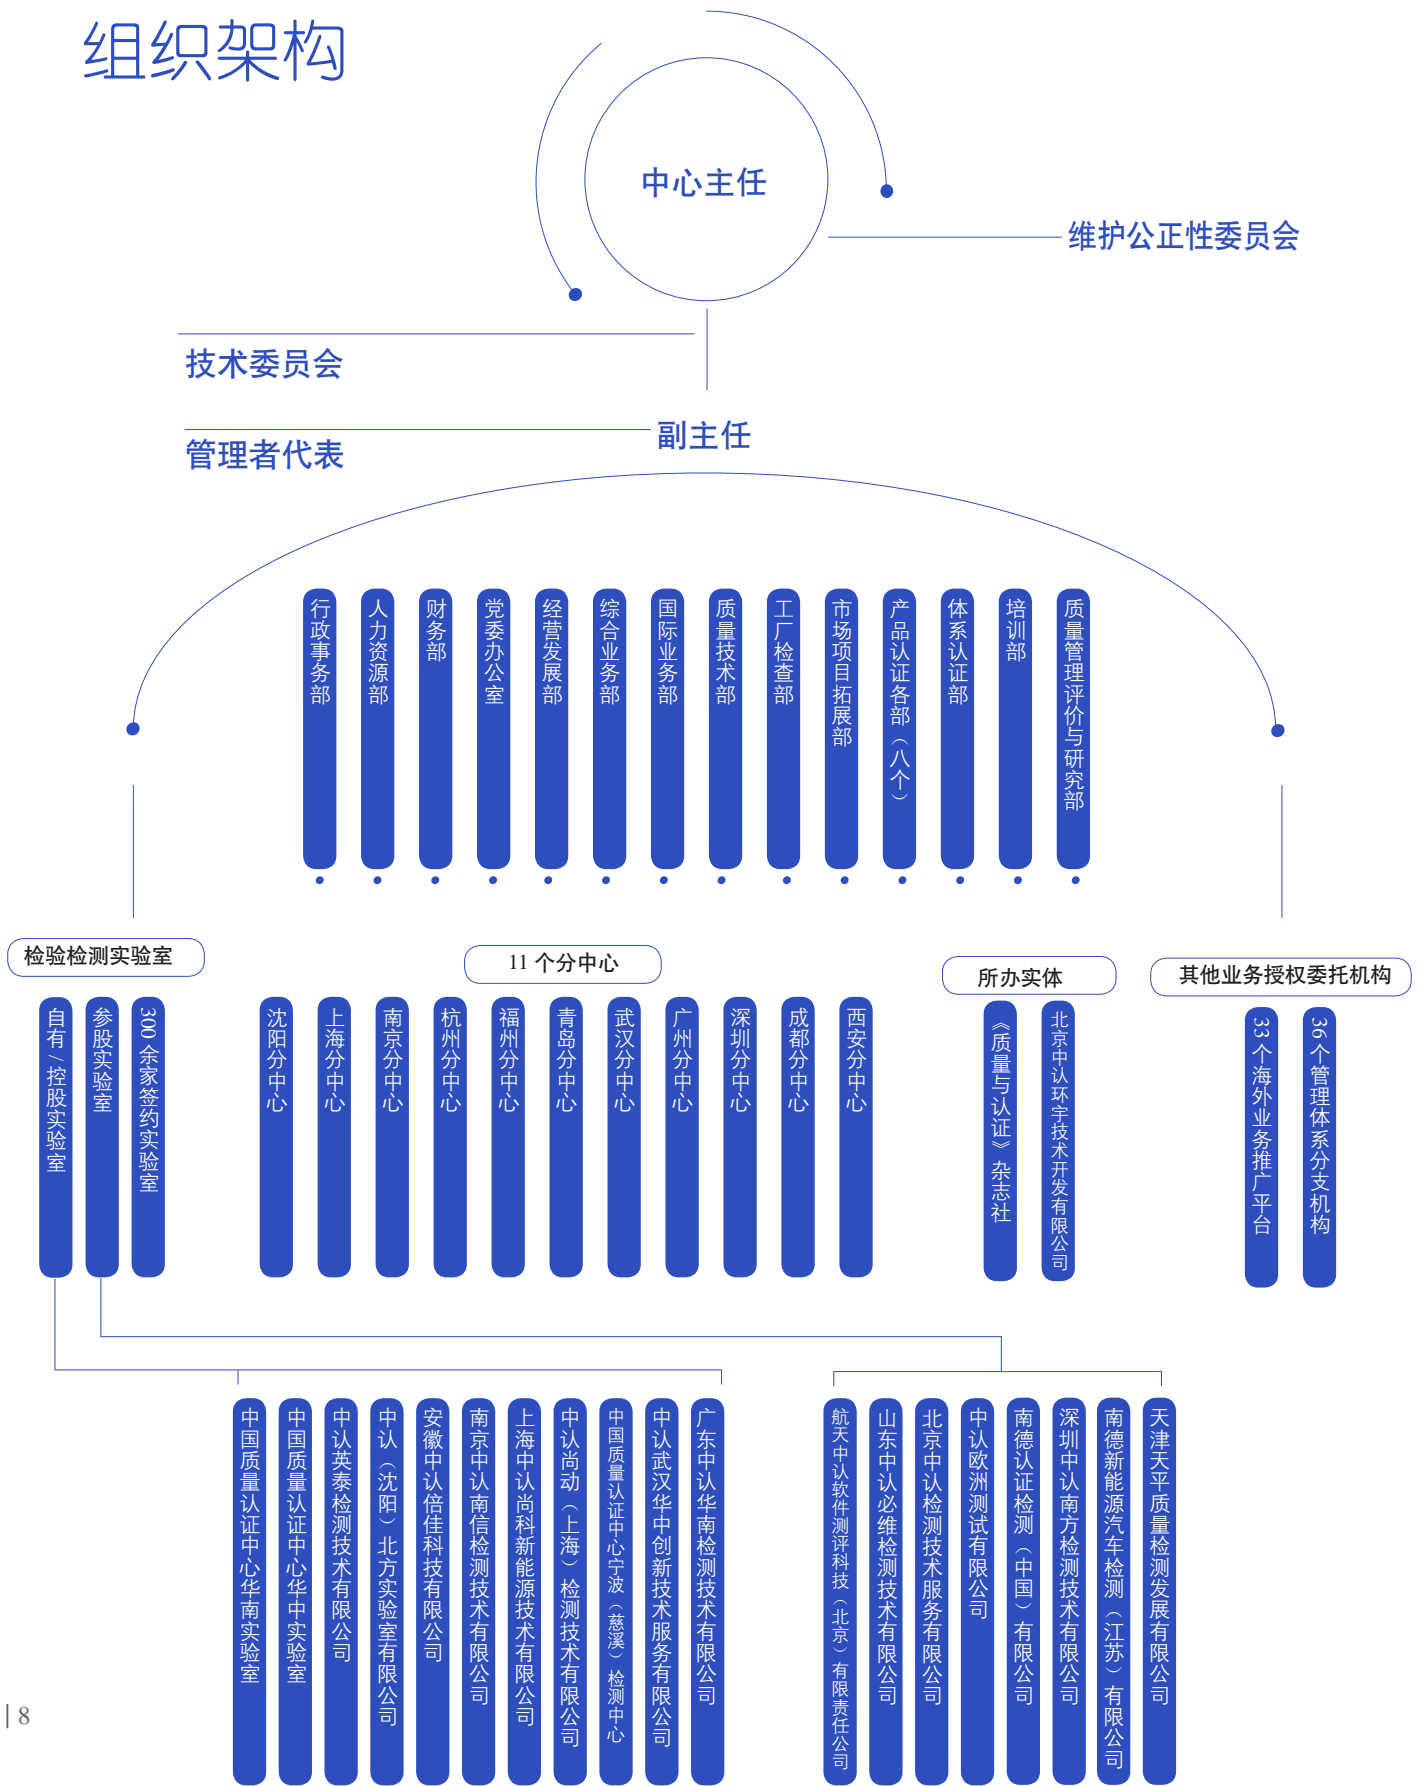 组织架构
中心主任
维护公正性委员会
技术委员会
副主任
管理者代表
行政事务部
人力资源部
财务部
党委办公室
经营发展部
综合业务部
国际业务部
质量技术部
工厂检查部
市场项目拓展部
产品认证各部（八个）
体系认证部
培训部
质量管理评价与研究部
检验检测实验室
自有/控股实验室
参股实验室
300余家签约实验室
11 个分中心
沈阳分中心
上海分中心
南京分中心
杭州分中心
福州分中心
青岛分中心
武汉分中心
广州分中心
深圳分中心
成都分中心
西安分中心
所办实体
《质量与认证》杂志社
北京中认环宇技术开发有限公司
其他业务授权委托机构
33个海外业务推广平台
36个管理体系分支机构
中国质量认证中心华南实验室
中国质量认证中心华中实验室
中认英泰检测技术有限公司
中认（沈阳）北方实验室有限公司
安徽中认倍佳科技有限公司
南京中认南信检测技术有限公司
上海中认尚科新能源技术有限公司
中认尚动（上海）检测技术有限公司
中国质量认证中心宁波（慈溪）检测中心
中认武汉华中创新技术服务有限公司
广东中认华南检测技术有限公司
航天中认软件测评科技（北京）有限责任公司
山东中认必维检测技术有限公司
北京中认检测技术服务有限公司
中认欧洲测试有限公司
南德认证检测（中国）有限公司
深圳中认南方检测技术有限公司
南德新能源汽车检测（江苏）有限公司
天津天平质量检测发展有限公司
8